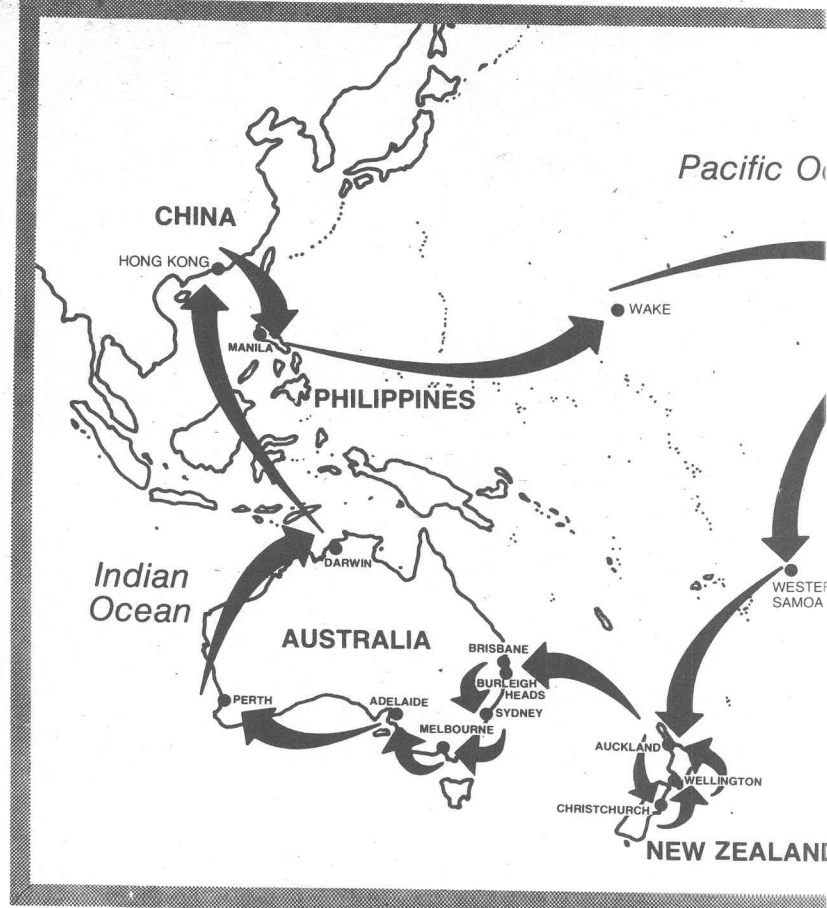 Pacific Oc
CHINA
HONG KONG
WAKE
MANILA
PHILIPPINES
DARWIN
Indian
Ocean
WESTER
SAMOA
AUSTRALIA
BRISBANE
BURLEIGH
HEADS
PERTH
ADELAIDE
SYDNEY
MELBOURNE
AUCKLAND
WELLINGTON
CHRISTCHURCH
NEW ZEALAND